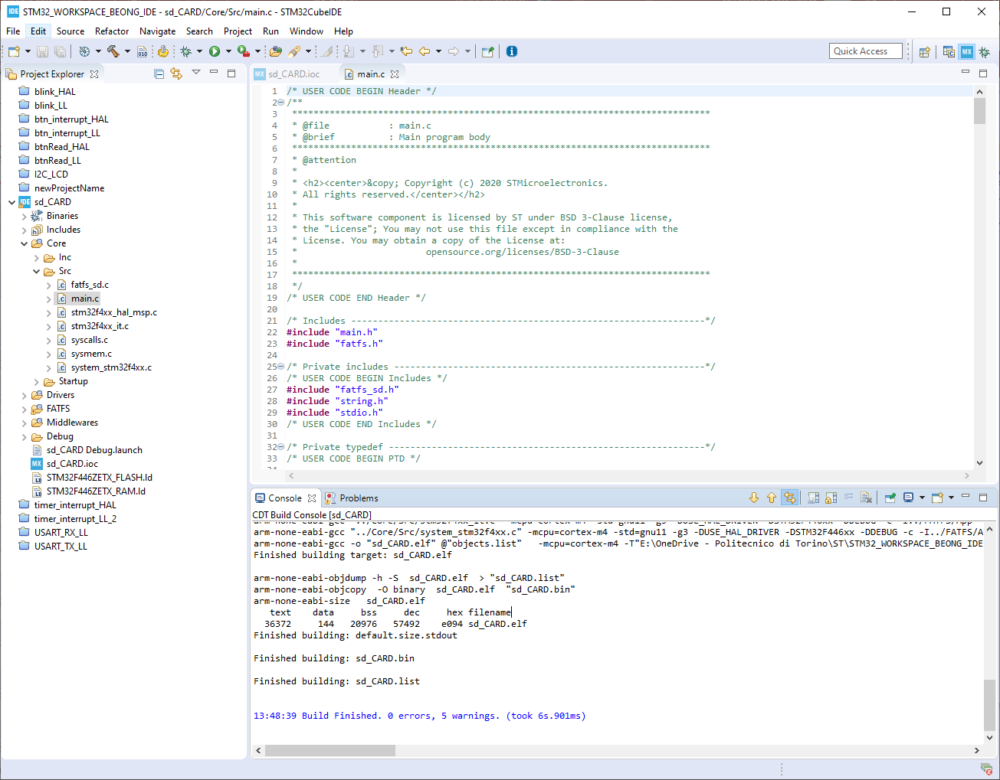 STM32_WORKSPACE_BEONG_IDE - sd_CARD/Core/Src/main.c - STM32CubeIDE
File Edit Source Refactor Navigate Search Project Run Window Help
Quick Access
Project Explorer
blink_HAL
blink_LL
btn_interrupt_HAL
btn_interrupt_LL
btnRead_HAL
btnRead_LL
I2C_LCD
newProjectName
sd_CARD
Binaries
Includes
Core
Inc
Src
fatfs_sd.c
main.c
stm32f4xx_hal_msp.c
stm32f4xx_it.c
syscalls.c
sysmem.c
system_stm32f4xx.c
Startup
Drivers
FATFS
Middlewares
Debug
sd_CARD Debug.launch
sd_CARD.ioc
STM32F446ZETX_FLASH.ld
STM32F446ZETX_RAM.ld
timer_interrupt_HAL
timer_interrupt_LL_2
USART_RX_LL
USART_TX_LL
sd_CARD.ioc main.c
1 /* USER CODE BEGIN Header */
2 /**
3 ******************************************************************************
4 * @file : main.c
5 * @brief : Main program body
6 ******************************************************************************
7 * @attention
8 *
9 * <h2><center>&copy; Copyright (c) 2020 STMicroelectronics.
10 * All rights reserved.</center></h2>
11 *
12 * This software component is licensed by ST under BSD 3-Clause license,
13 * the "License"; You may not use this file except in compliance with the
14 * License. You may obtain a copy of the License at:
15 * opensource.org/licenses/BSD-3-Clause
16 *
17 ******************************************************************************
18 */
19 /* USER CODE END Header */
20
21 /* Includes ------------------------------------------------------------------*/
22 #include "main.h"
23 #include "fatfs.h"
24
25 /* Private includes ----------------------------------------------------------*/
26 /* USER CODE BEGIN Includes */
27 #include "fatfs_sd.h"
28 #include "string.h"
29 #include "stdio.h"
30 /* USER CODE END Includes */
31
32 /* Private typedef -----------------------------------------------------------*/
33 /* USER CODE BEGIN PTD */
Console Problems
CDT Build Console [sd_CARD]
arm-none-eabi-gcc "../Core/Src/system_stm32f4xx.c" -mcpu=cortex-m4 -std=gnu11 -g3 -DUSE_HAL_DRIVER -DSTM32F446xx -DDEBUG -c -I../FATFS/A
arm-none-eabi-gcc -o "sd_CARD.elf" @"objects.list" -mcpu=cortex-m4 -T"E:\OneDrive - Politecnico di Torino\ST\STM32_WORKSPACE_BEONG_IDE
Finished building target: sd_CARD.elf
arm-none-eabi-objdump -h -S sd_CARD.elf > "sd_CARD.list"
arm-none-eabi-objcopy -O binary sd_CARD.elf "sd_CARD.bin"
arm-none-eabi-size sd_CARD.elf
text data bss dec hex filename
36372 144 20976 57492 e094 sd_CARD.elf
Finished building: default.size.stdout
Finished building: sd_CARD.bin
Finished building: sd_CARD.list
13:48:39 Build Finished. 0 errors, 5 warnings. (took 6s.901ms)